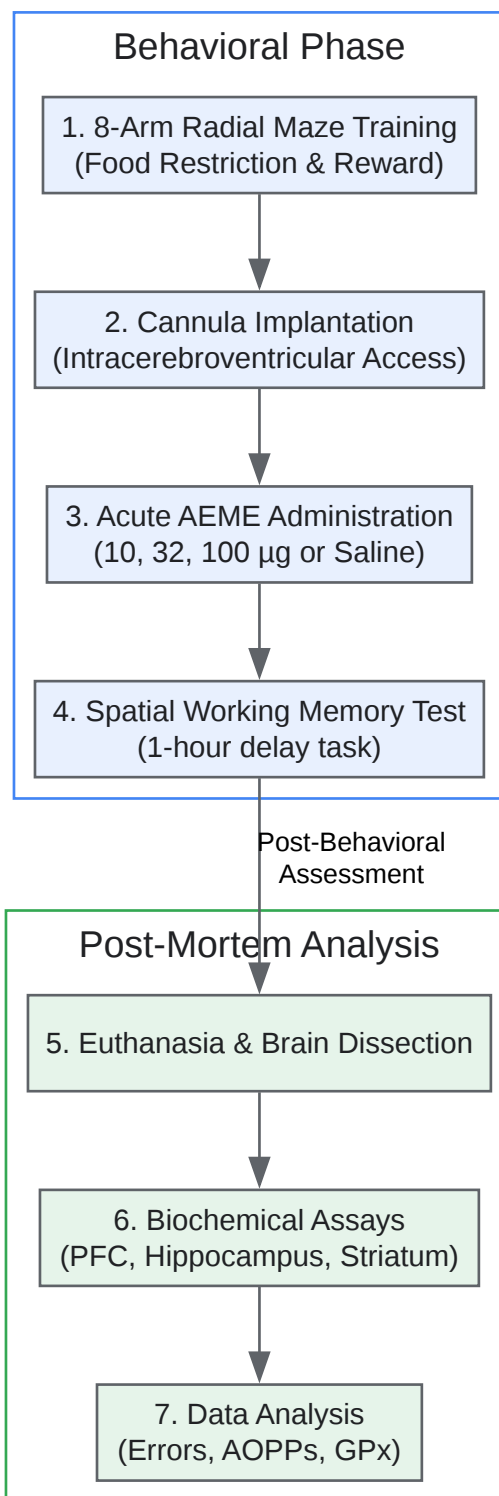 Behavioral Phase
1. 8-Arm Radial Maze Training
(Food Restriction & Reward)
2. Cannula Implantation
(Intracerebroventricular Access)
3. Acute AEME Administration
(10, 32, 100 µg or Saline)
4. Spatial Working Memory Test
(1-hour delay task)
Post-Behavioral
Assessment
Post-Mortem Analysis
5. Euthanasia & Brain Dissection
6. Biochemical Assays
(PFC, Hippocampus, Striatum)
7. Data Analysis
(Errors, AOPPs, GPx)